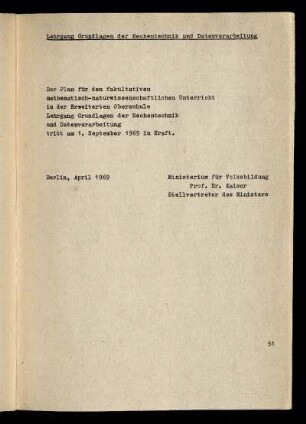 Lehrgang Grundlagen der Rechentechnik und Datenverarbeitung
Der Plan für den fakultativen
mathematisch-naturwissenschaftlichen Unterricht
in der Erweiterten Oberschule
Lehrgang Grundlagen der Rechentechnik
und Datenverarbeitung
tritt am 1. September 1969 in Kraft.
Berlin, April 1969
Ministerium für Volksbildung
Prof. Dr. Kaiser
Stellvertreter des Ministers
51